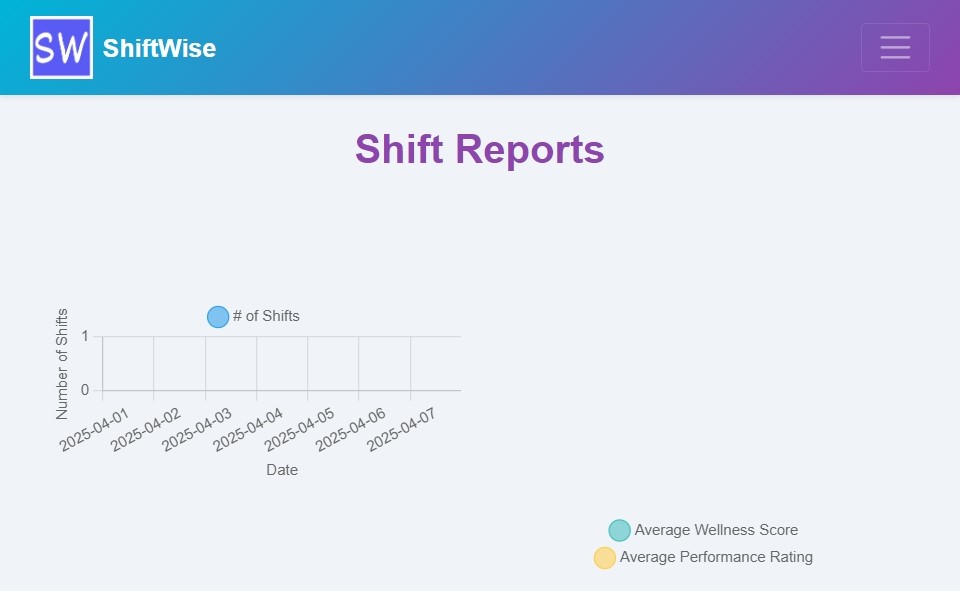 SW ShiftWise
Shift Reports
# of Shifts
Number of Shifts
1
0
2025-04-01
2025-04-02
2025-04-03
2025-04-04
2025-04-05
2025-04-06
2025-04-07
Date
Average Wellness Score
Average Performance Rating